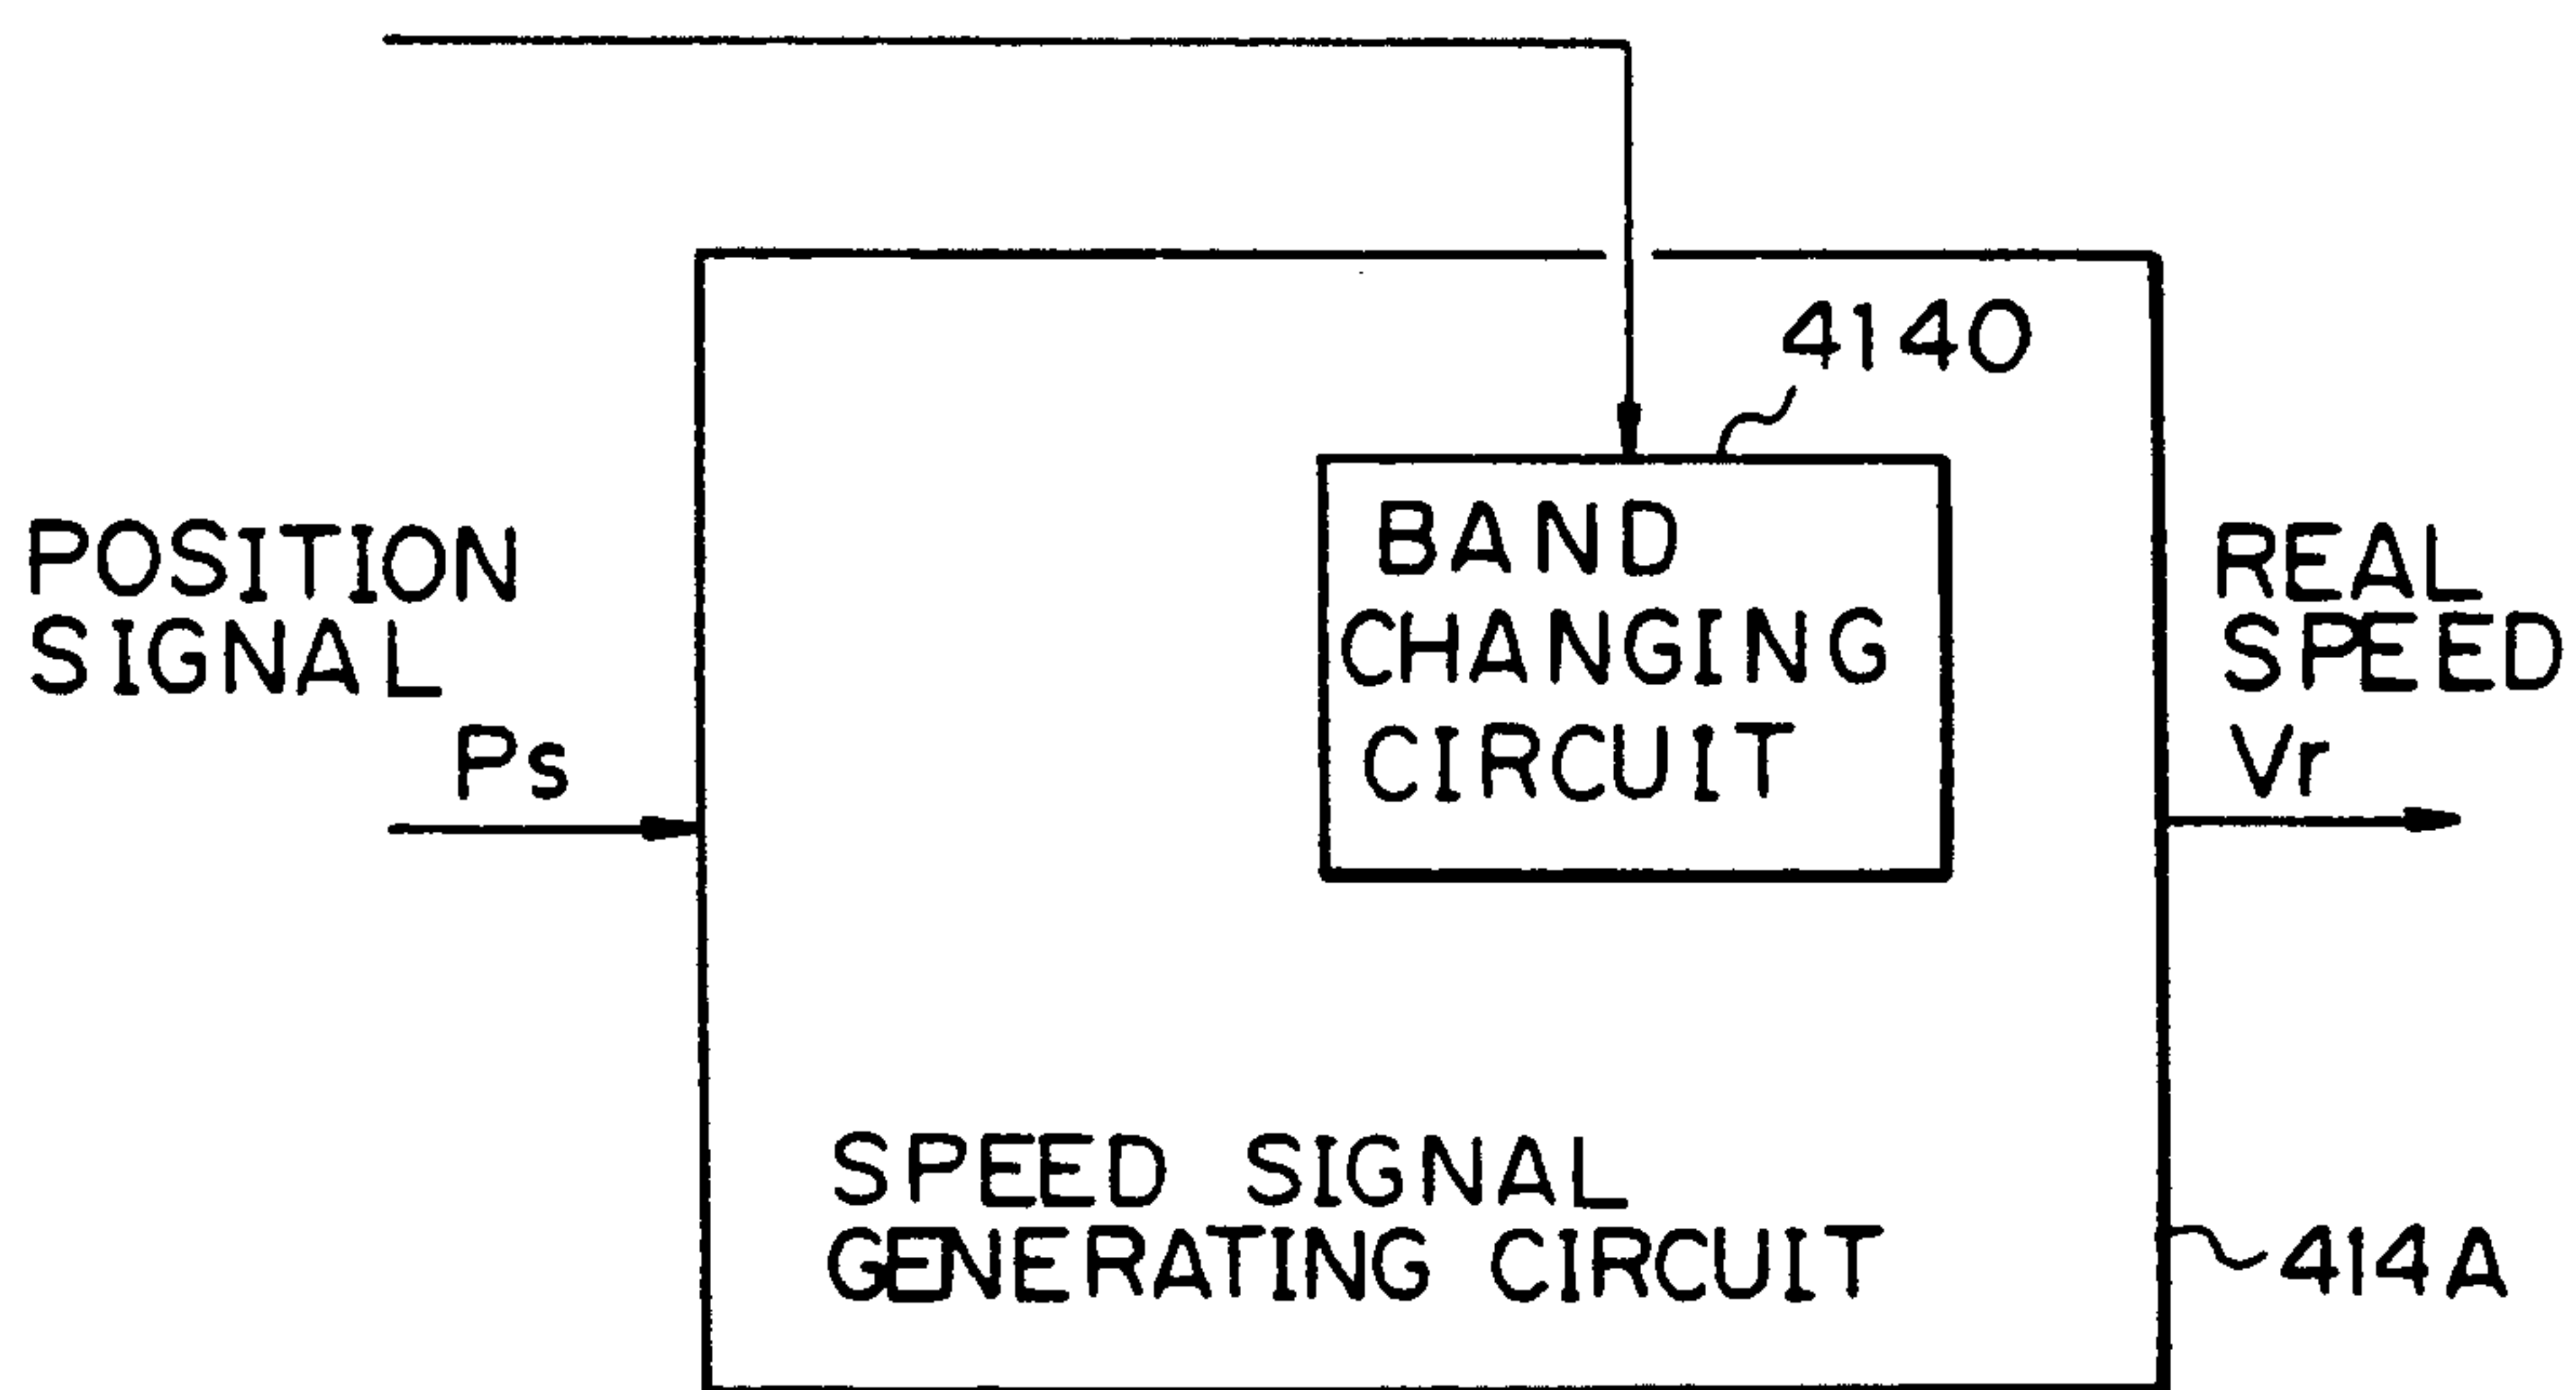 4140
POSITION
SIGNAL
Ps
BAND
CHANGING
CIRCUIT
REAL
SPEED
Vr
SPEED SIGNAL
GENERATING CIRCUIT
414A